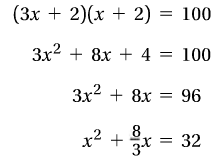 (3x + 2)(x + 2) = 100
3x² + 8x + 4 = 100
3x² + 8x = 96
x² + 8/3x = 32